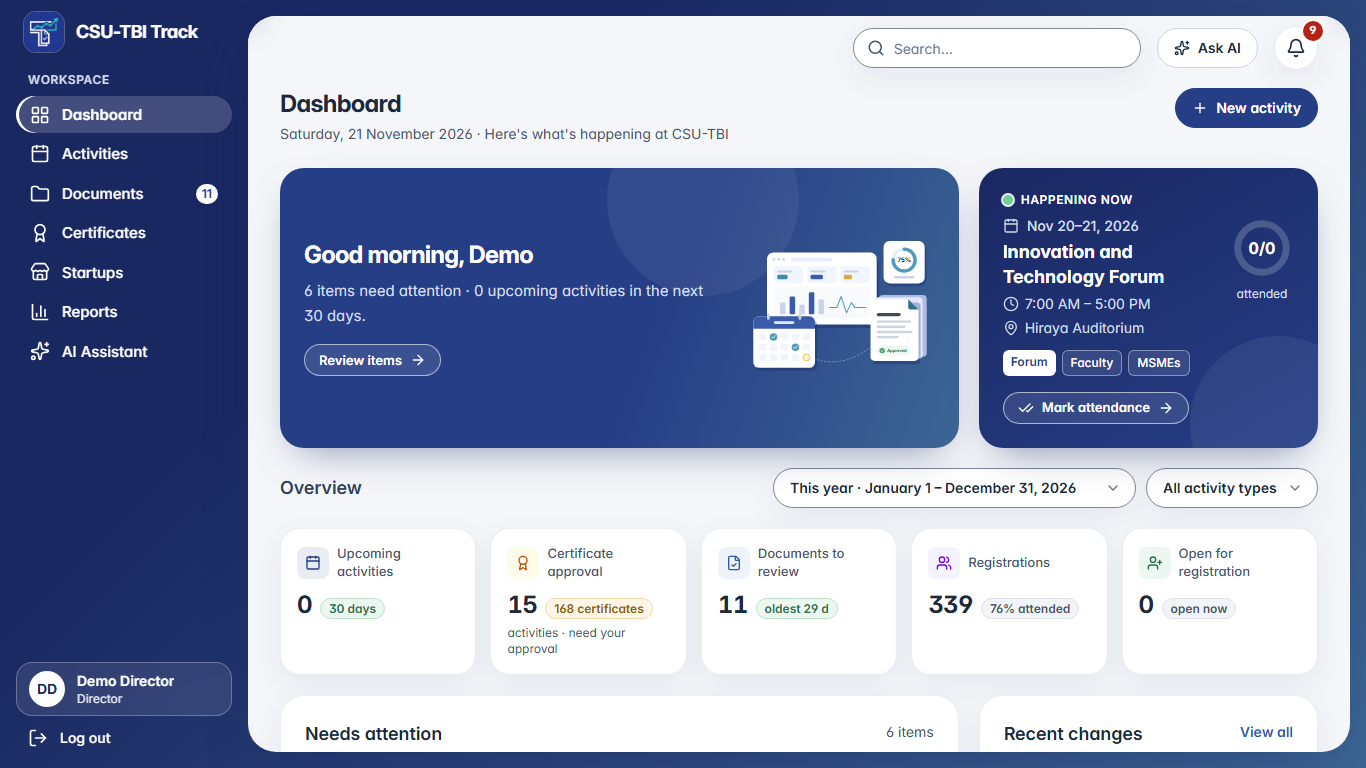 CSU-TBI Track
WORKSPACE
Dashboard
Activities
Documents 11
Certificates
Startups
Reports
AI Assistant
DD
Demo Director
Director
Log out
Search...
Ask AI
9
Dashboard
Saturday, 21 November 2026 · Here's what's happening at CSU-TBI
New activity
Good morning, Demo
6 items need attention · 0 upcoming activities in the next
30 days.
Review items
75%
Approved
HAPPENING NOW
Nov 20–21, 2026
Innovation and
Technology Forum
7:00 AM – 5:00 PM
Hiraya Auditorium
Forum Faculty MSMEs
Mark attendance
0/0
attended
Overview
This year · January 1 – December 31, 2026
All activity types
Upcoming
activities
0 30 days
Certificate
approval
15 168 certificates
activities · need your
approval
Documents to
review
11 oldest 29 d
Registrations
339 76% attended
Open for
registration
0 open now
Needs attention
6 items
Recent changes
View all